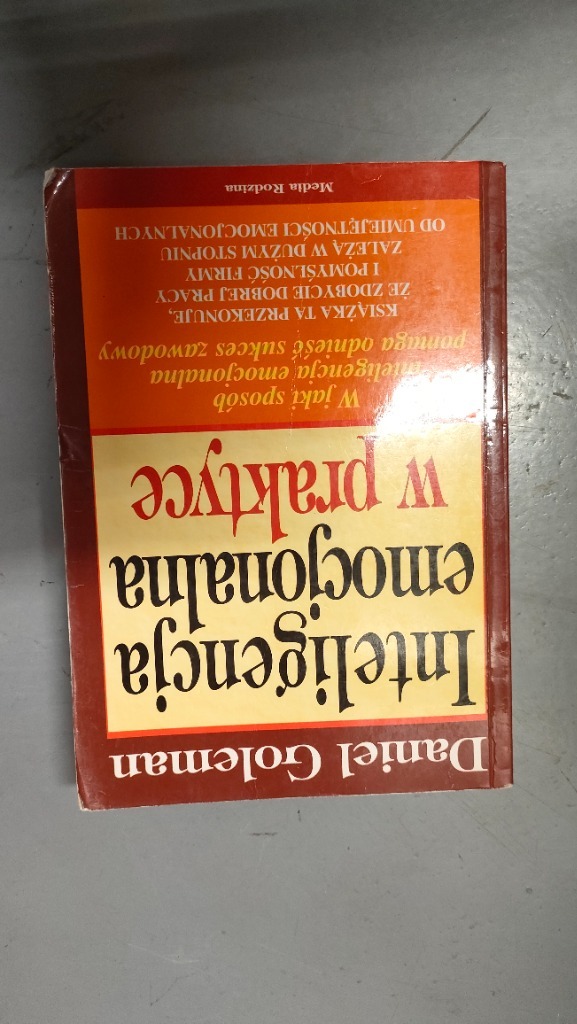 Daniel Goleman
Inteligencja
emocjonalna
w praktyce
W jaki sposób
inteligencja emocjonalna
pomaga odnieść sukces zawodowy
KSIĄŻKA TA PRZEKONUJE,
ŻE ZDOBYCIE DOBREJ PRACY
I POMYŚLNOŚĆ FIRMY
ZALEŻĄ W DUŻYM STOPNIU
OD UMIEJĘTNOŚCI EMOCJONALNYCH
Media Rodzina